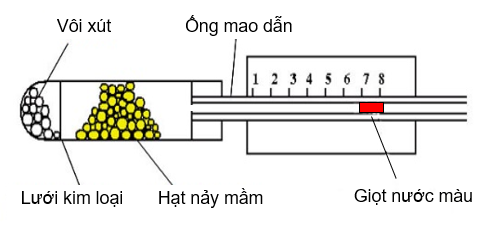 Vôi xút
Ống mao dẫn
1 2 3 4 5 6 7 8
Lưới kim loại
Hạt nảy mầm
Giọt nước màu